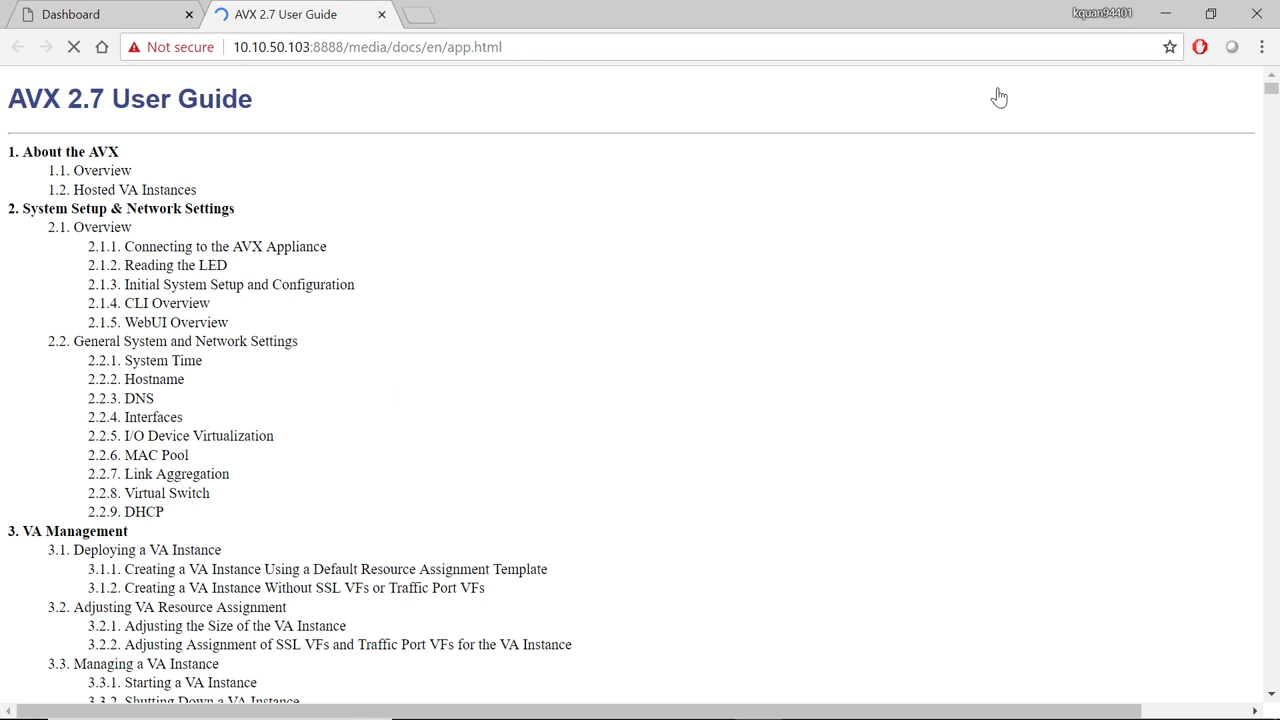 Dashboard
AVX 2.7 User Guide
kquan94401
Not secure
10.10.50.103:8888/media/docs/en/app.html
AVX 2.7 User Guide
1. About the AVX
1.1. Overview
1.2. Hosted VA Instances
2. System Setup & Network Settings
2.1. Overview
2.1.1. Connecting to the AVX Appliance
2.1.2. Reading the LED
2.1.3. Initial System Setup and Configuration
2.1.4. CLI Overview
2.1.5. WebUI Overview
2.2. General System and Network Settings
2.2.1. System Time
2.2.2. Hostname
2.2.3. DNS
2.2.4. Interfaces
2.2.5. I/O Device Virtualization
2.2.6. MAC Pool
2.2.7. Link Aggregation
2.2.8. Virtual Switch
2.2.9. DHCP
3. VA Management
3.1. Deploying a VA Instance
3.1.1. Creating a VA Instance Using a Default Resource Assignment Template
3.1.2. Creating a VA Instance Without SSL VFs or Traffic Port VFs
3.2. Adjusting VA Resource Assignment
3.2.1. Adjusting the Size of the VA Instance
3.2.2. Adjusting Assignment of SSL VFs and Traffic Port VFs for the VA Instance
3.3. Managing a VA Instance
3.3.1. Starting a VA Instance
3.3.2. Shutting Down a VA Instance